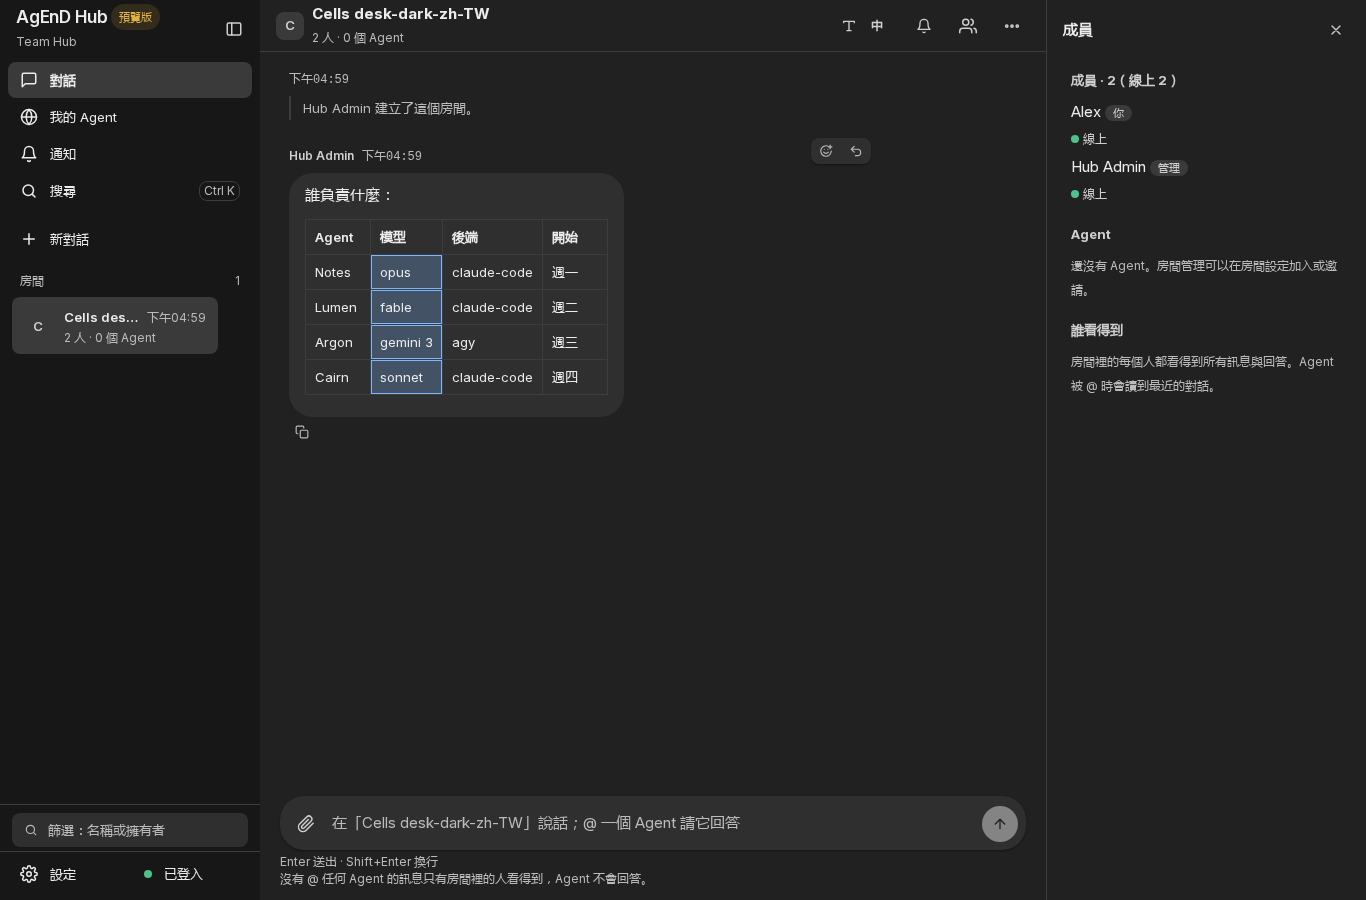 AgEnD Hub 預覽版
Team Hub
對話
我的 Agent
通知
搜尋 Ctrl K
新對話
房間 1
C
Cells des… 下午04:59
2 人 · 0 個 Agent
篩選：名稱或擁有者
設定 已登入
C
Cells desk-dark-zh-TW
2 人 · 0 個 Agent
中
下午04:59
Hub Admin 建立了這個房間。
Hub Admin 下午04:59
誰負責什麼：
Agent 模型 後端 開始
Notes opus claude-code 週一
Lumen fable claude-code 週二
Argon gemini 3 agy 週三
Cairn sonnet claude-code 週四
在「Cells desk-dark-zh-TW」說話；@ 一個 Agent 請它回答
Enter 送出 · Shift+Enter 換行
沒有 @ 任何 Agent 的訊息只有房間裡的人看得到，Agent 不會回答。
成員
成員 · 2（線上 2）
Alex 你
線上
Hub Admin 管理
線上
Agent
還沒有 Agent。房間管理可以在房間設定加入或邀
請。
誰看得到
房間裡的每個人都看得到所有訊息與回答。Agent
被 @ 時會讀到最近的對話。